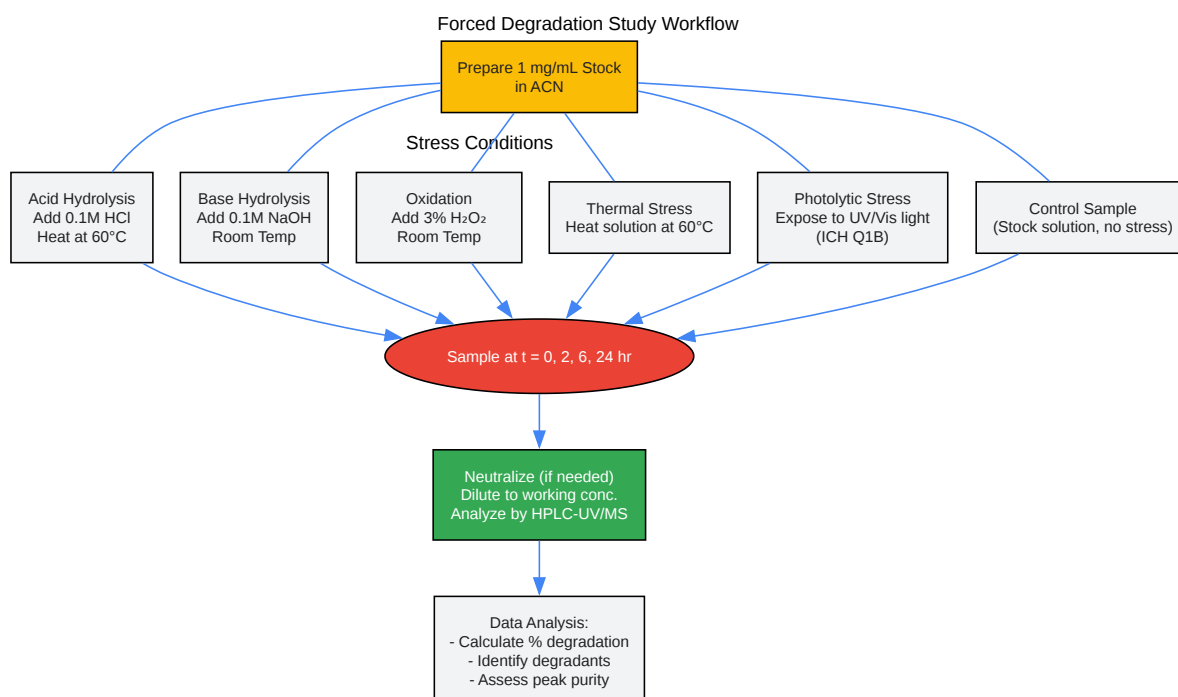 Forced Degradation Study Workflow
Prepare 1 mg/mL Stock
in ACN
Stress Conditions
Acid Hydrolysis
Add 0.1M HCl
Heat at 60°C
Base Hydrolysis
Add 0.1M NaOH
Room Temp
Oxidation
Add 3% H₂O₂
Room Temp
Thermal Stress
Heat solution at 60°C
Photolytic Stress
Expose to UV/Vis light
(ICH Q1B)
Control Sample
(Stock solution, no stress)
Sample at t = 0, 2, 6, 24 hr
Neutralize (if needed)
Dilute to working conc.
Analyze by HPLC-UV/MS
Data Analysis:
- Calculate % degradation
- Identify degradants
- Assess peak purity